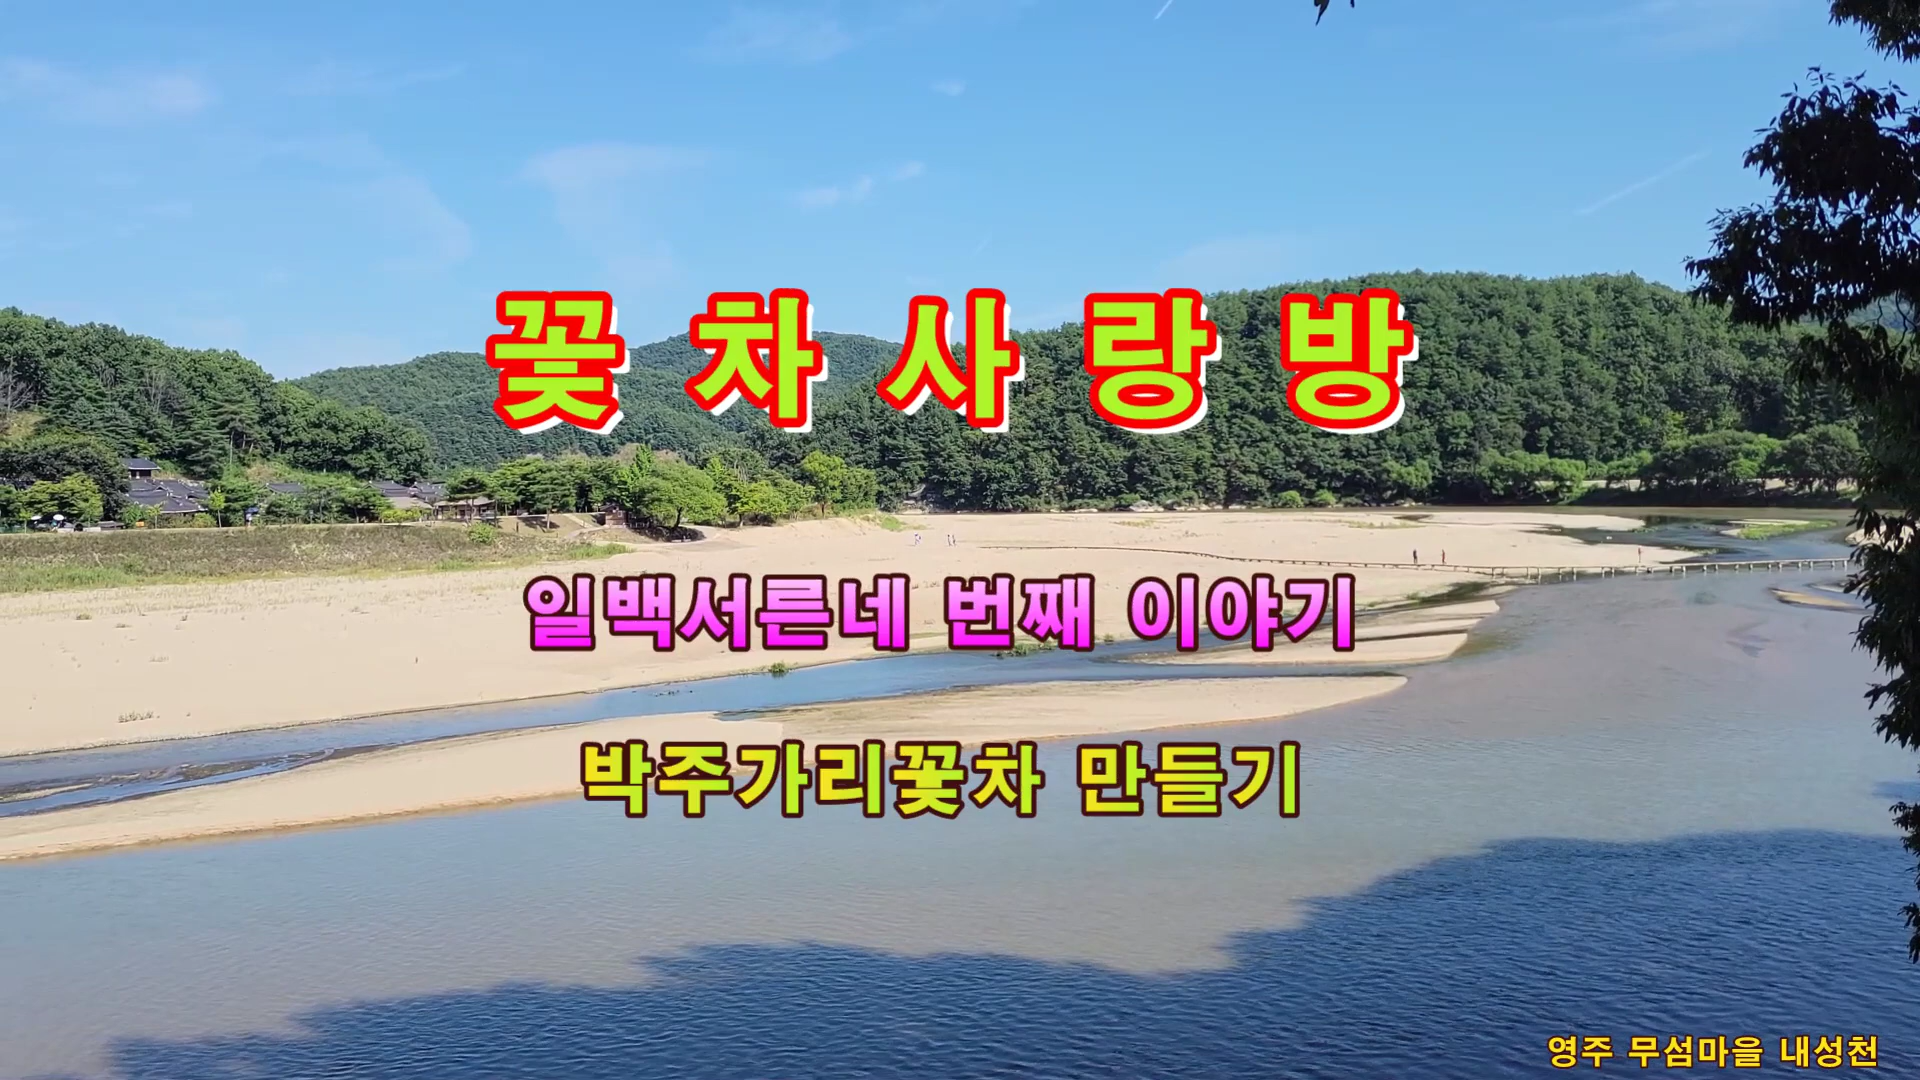 꽃 차 사 랑 방
일백서른네 번째 이야기
박주가리꽃차 만들기
영주 무섬마을 내성천